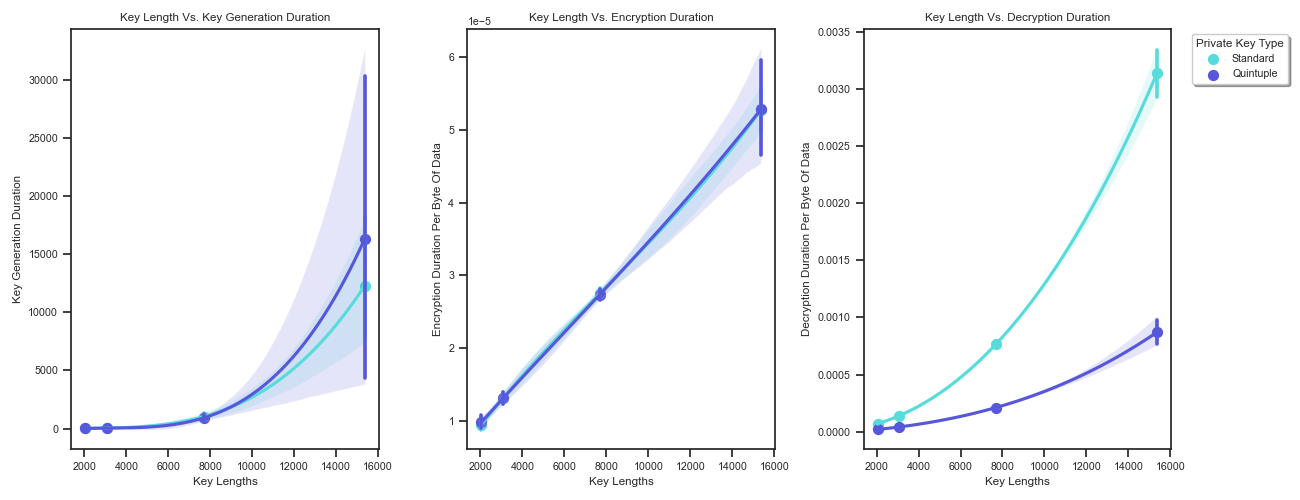 Key Length Vs. Key Generation Duration
Key Generation Duration
30000
25000
20000
15000
10000
5000
0
2000 4000 6000 8000 10000 12000 14000 16000
Key Lengths
Key Length Vs. Encryption Duration
1e−5
Encryption Duration Per Byte Of Data
6
5
4
3
2
1
2000 4000 6000 8000 10000 12000 14000 16000
Key Lengths
Key Length Vs. Decryption Duration
Decryption Duration Per Byte Of Data
0.0035
0.0030
0.0025
0.0020
0.0015
0.0010
0.0005
0.0000
2000 4000 6000 8000 10000 12000 14000 16000
Key Lengths
Private Key Type
Standard
Quintuple